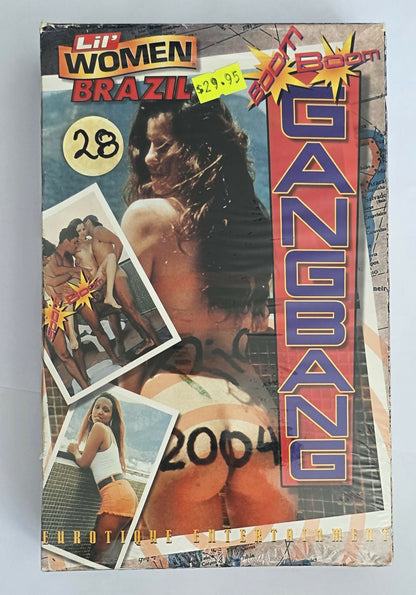 Lil'
WOMEN
BRAZIL
$29.95
BOOM
BOOM
GANGBANG
28
2004
EUROTIQUE ENTERTAINMENT